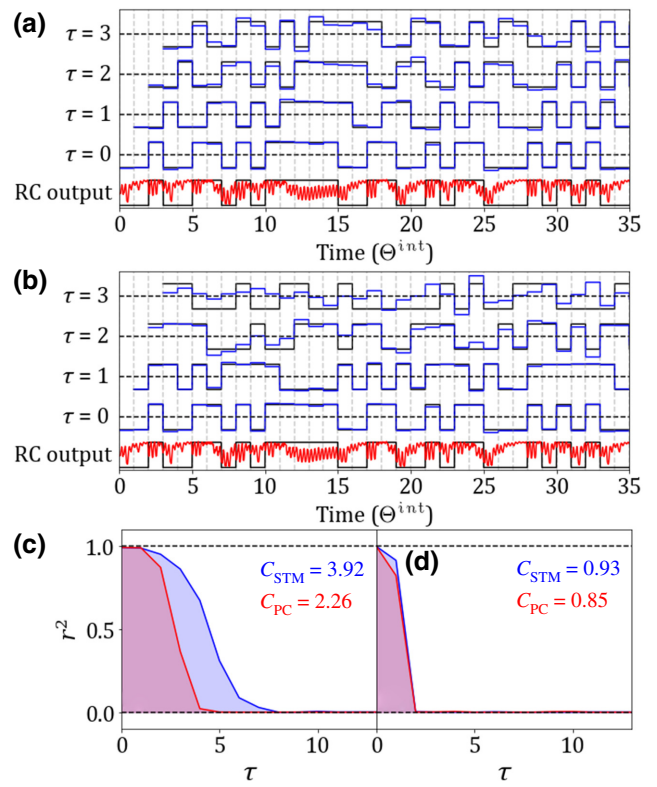 (a)
τ = 3
τ = 2
τ = 1
τ = 0
RC output
0 5 10 15 20 25 30 35
Time (Θ^int)
(b)
τ = 3
τ = 2
τ = 1
τ = 0
RC output
0 5 10 15 20 25 30 35
Time (Θ^int)
(c)
C_STM = 3.92
C_PC = 2.26
(d)
C_STM = 0.93
C_PC = 0.85
1.0
0.5
0.0
r^2
0 5 10 0 10
τ τ